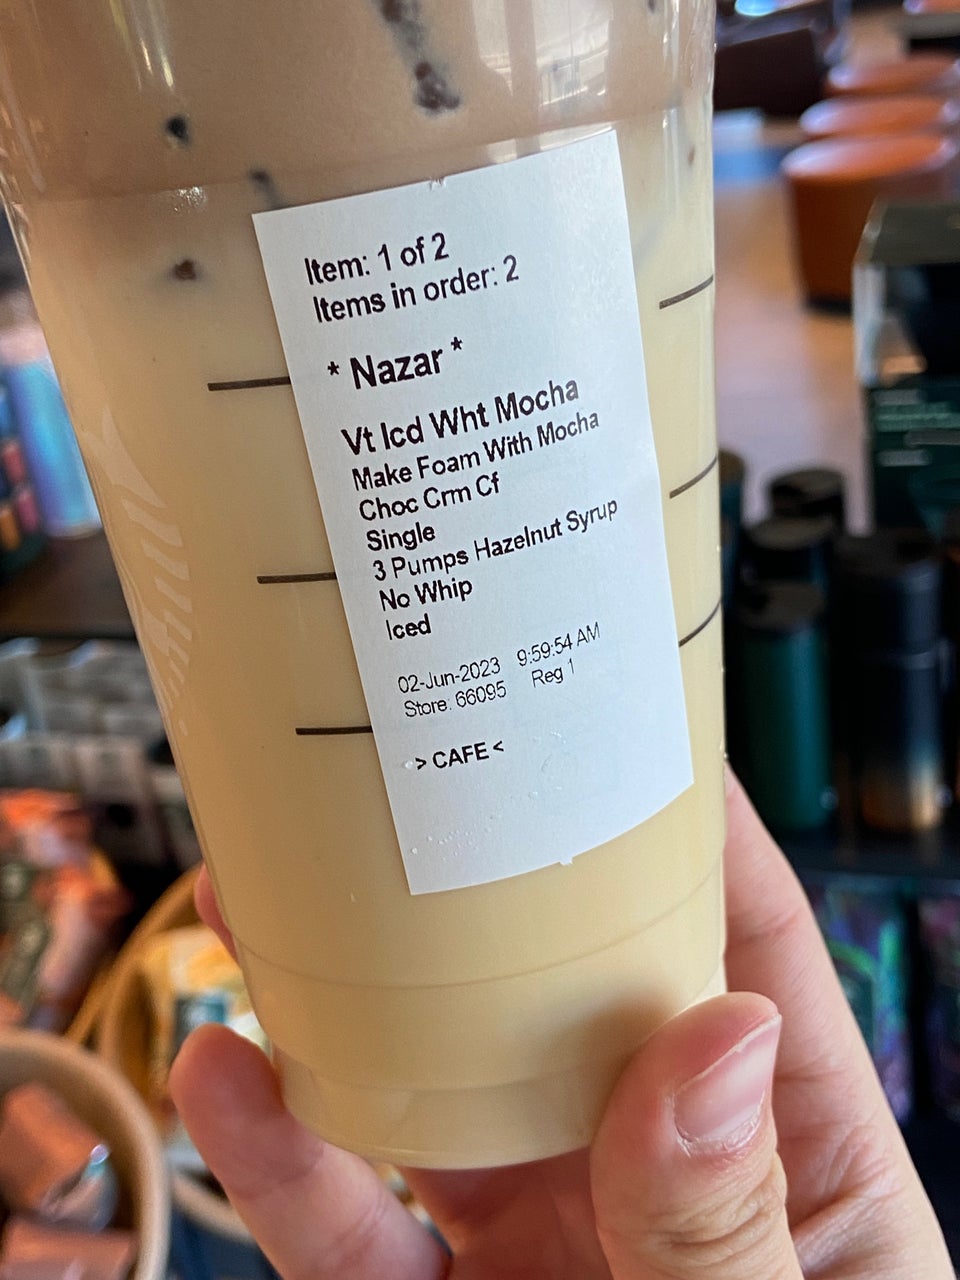 Item: 1 of 2
Items in order: 2
* Nazar *
Vt Icd Wht Mocha
Make Foam With Mocha
Choc Crm Cf
Single
3 Pumps Hazelnut Syrup
No Whip
Iced
02-Jun-2023 9:59:54 AM
Store: 66095 Reg 1
> CAFE <